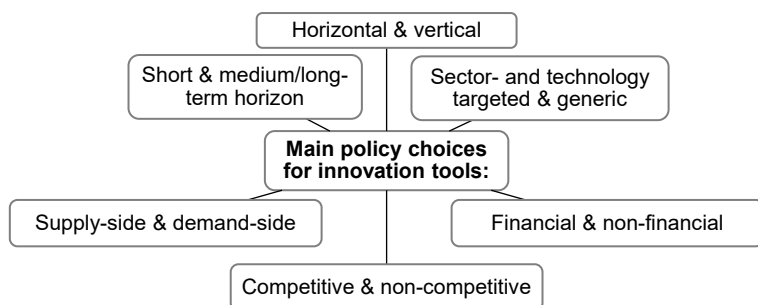 Horizontal & vertical
Short & medium/long-
term horizon
Sector- and technology
targeted & generic
Main policy choices
for innovation tools:
Supply-side & demand-side
Financial & non-financial
Competitive & non-competitive